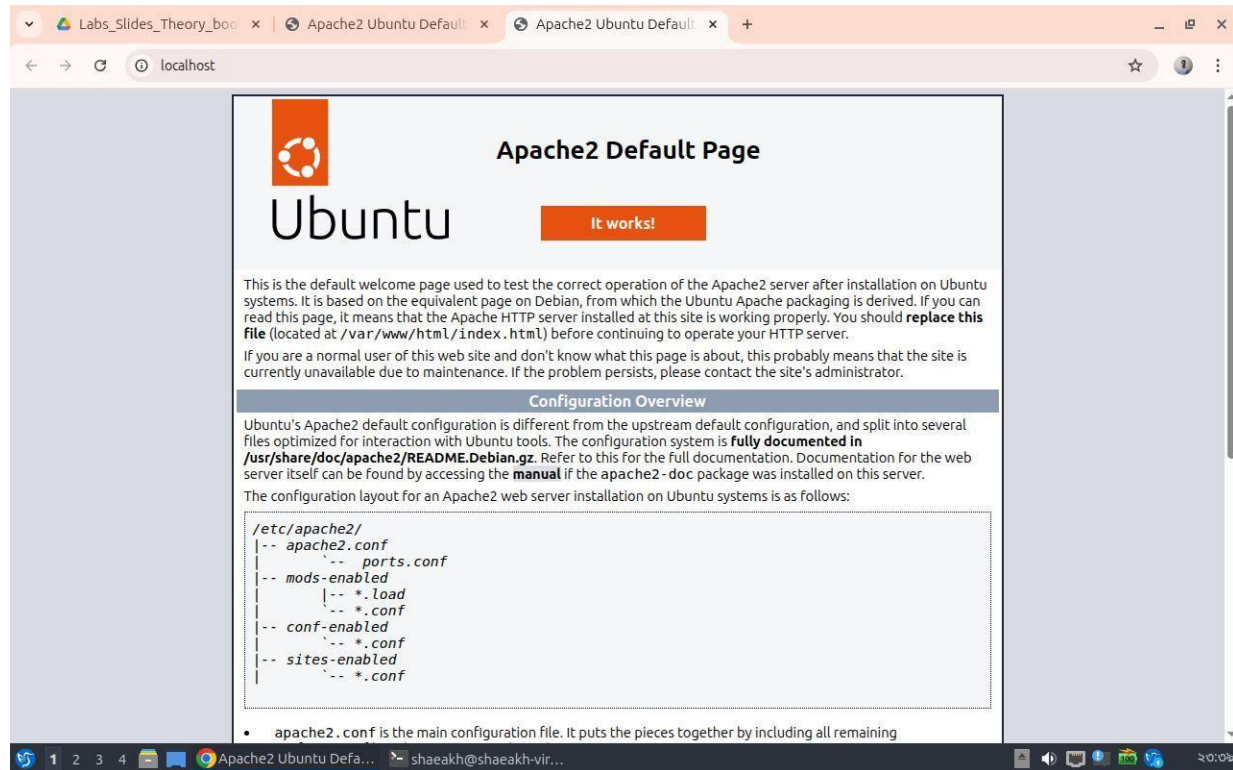 Labs_Slides_Theory_boo
Apache2 Ubuntu Default
Apache2 Ubuntu Default
localhost
Apache2 Default Page
Ubuntu
It works!
This is the default welcome page used to test the correct operation of the Apache2 server after installation on Ubuntu
systems. It is based on the equivalent page on Debian, from which the Ubuntu Apache packaging is derived. If you can
read this page, it means that the Apache HTTP server installed at this site is working properly. You should replace this
file (located at /var/www/html/index.html) before continuing to operate your HTTP server.
If you are a normal user of this web site and don't know what this page is about, this probably means that the site is
currently unavailable due to maintenance. If the problem persists, please contact the site's administrator.
Configuration Overview
Ubuntu's Apache2 default configuration is different from the upstream default configuration, and split into several
files optimized for interaction with Ubuntu tools. The configuration system is fully documented in
/usr/share/doc/apache2/README.Debian.gz. Refer to this for the full documentation. Documentation for the web
server itself can be found by accessing the manual if the apache2-doc package was installed on this server.
The configuration layout for an Apache2 web server installation on Ubuntu systems is as follows:
/etc/apache2/
|-- apache2.conf
|       `--  ports.conf
|-- mods-enabled
|       |-- *.load
|       `-- *.conf
|-- conf-enabled
|       `-- *.conf
|-- sites-enabled
|       `-- *.conf
• apache2.conf is the main configuration file. It puts the pieces together by including all remaining
1 2 3 4 Apache2 Ubuntu Defa... shaeakh@shaeakh-vir... 100